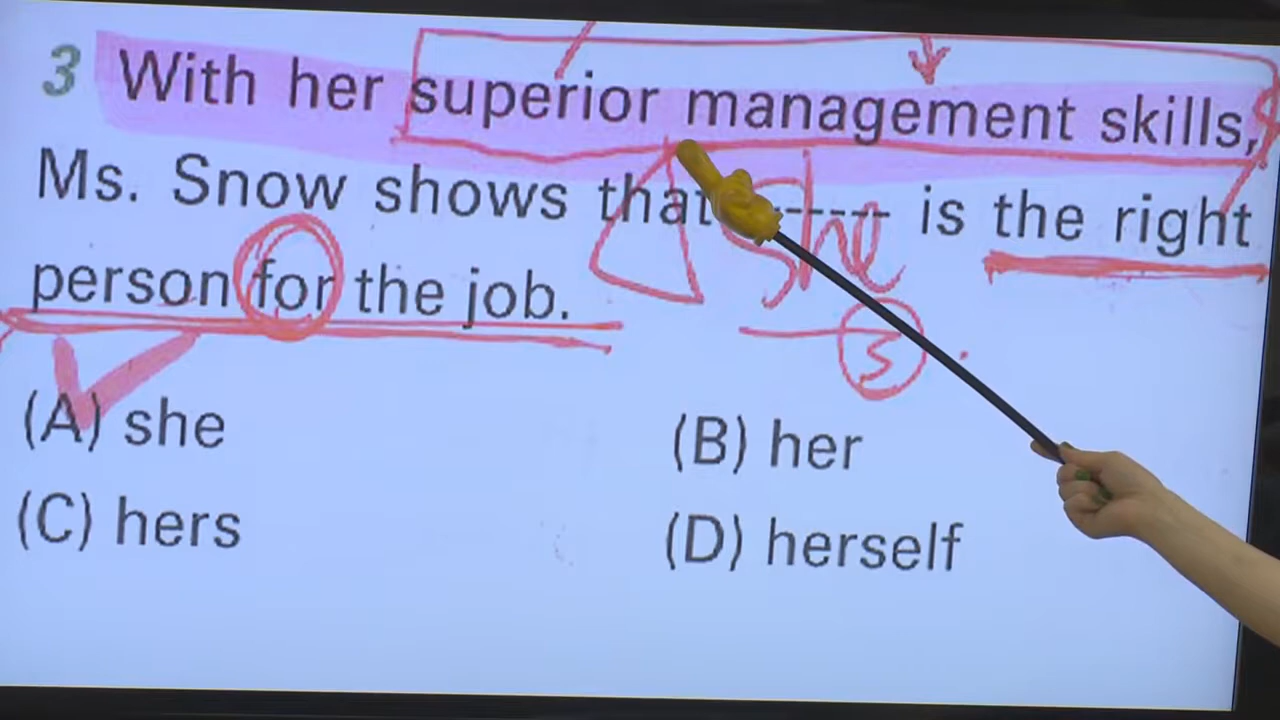 3 With her superior management skills,
Ms. Snow shows that ------ is the right
She
person for the job.
S
(A) she
(B) her
(C) hers
(D) herself